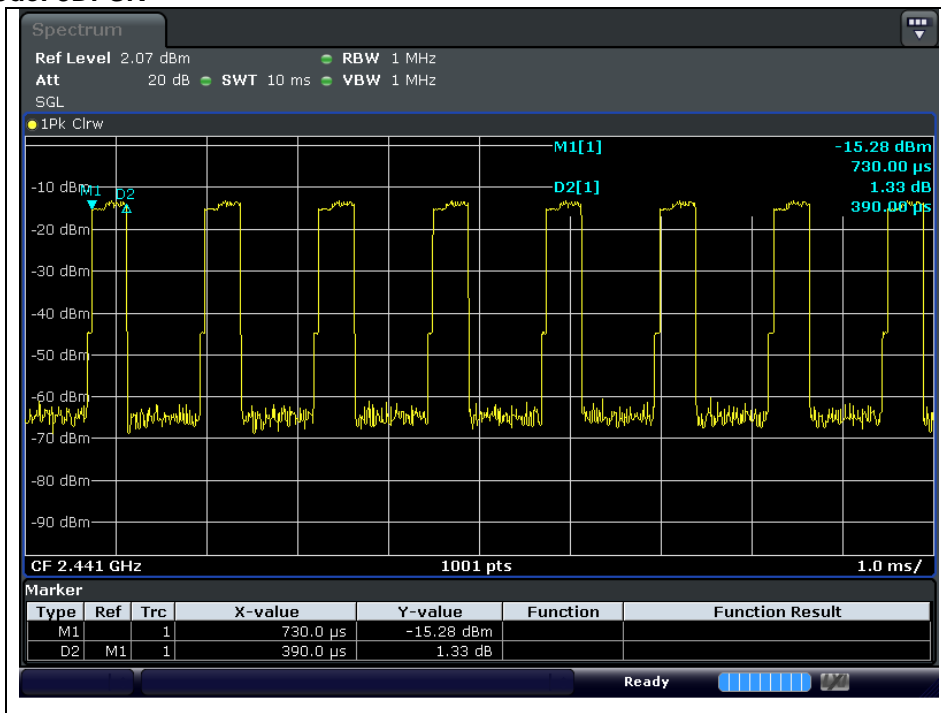 Spectrum
Ref Level 2.07 dBm RBW 1 MHz
Att 20 dB SWT 10 ms VBW 1 MHz
SGL
1Pk Clrw
M1[1] -15.28 dBm
730.00 µs
-10 dBm M1 D2 D2[1] 1.33 dB
390.00 µs
-20 dBm
-30 dBm
-40 dBm
-50 dBm
-60 dBm
-70 dBm
-80 dBm
-90 dBm
CF 2.441 GHz 1001 pts 1.0 ms/
Marker
Type Ref Trc X-value Y-value Function Function Result
M1 1 730.0 µs -15.28 dBm
D2 M1 1 390.0 µs 1.33 dB
Ready